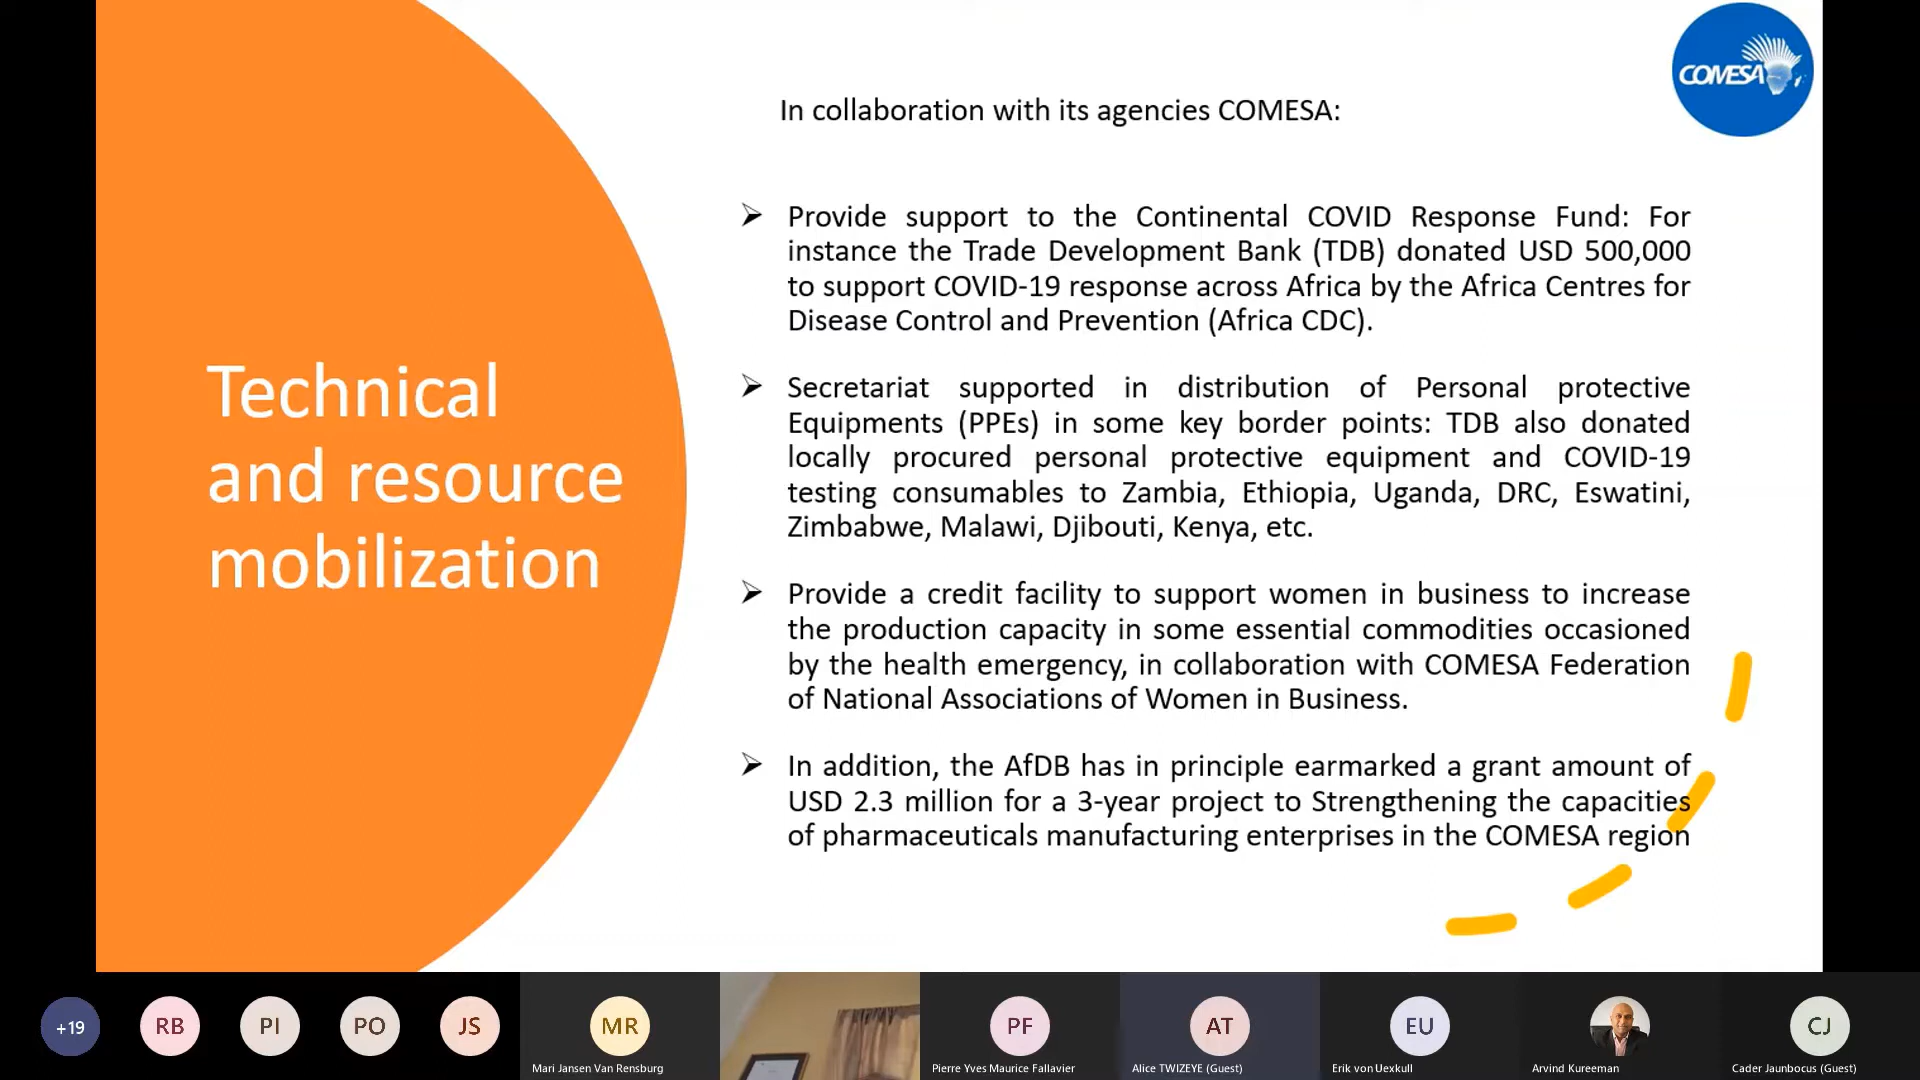 COMESA
In collaboration with its agencies COMESA:
Technical
and resource
mobilization
➢ Provide support to the Continental COVID Response Fund: For
instance the Trade Development Bank (TDB) donated USD 500,000
to support COVID-19 response across Africa by the Africa Centres for
Disease Control and Prevention (Africa CDC).
➢ Secretariat supported in distribution of Personal protective
Equipments (PPEs) in some key border points: TDB also donated
locally procured personal protective equipment and COVID-19
testing consumables to Zambia, Ethiopia, Uganda, DRC, Eswatini,
Zimbabwe, Malawi, Djibouti, Kenya, etc.
➢ Provide a credit facility to support women in business to increase
the production capacity in some essential commodities occasioned
by the health emergency, in collaboration with COMESA Federation
of National Associations of Women in Business.
➢ In addition, the AfDB has in principle earmarked a grant amount of
USD 2.3 million for a 3-year project to Strengthening the capacities
of pharmaceuticals manufacturing enterprises in the COMESA region
+19
RB
PI
PO
JS
MR
Mari Jansen Van Rensburg
PF
Pierre Yves Maurice Fallavier
AT
Alice TWIZEYE (Guest)
EU
Erik von Uexkull
Arvind Kureeman
CJ
Cader Jaunbocus (Guest)